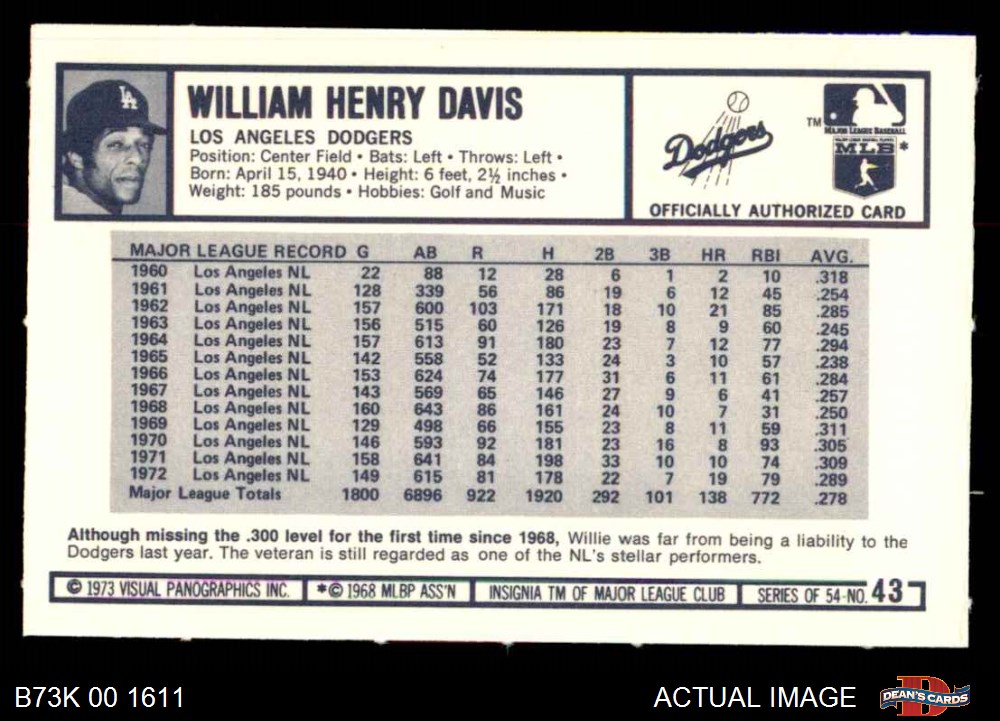 LA
WILLIAM HENRY DAVIS
LOS ANGELES DODGERS
Position: Center Field • Bats: Left • Throws: Left •
Born: April 15, 1940 • Height: 6 feet, 2½ inches •
Weight: 185 pounds • Hobbies: Golf and Music
Dodgers
TM
MAJOR LEAGUE BASEBALL
MAJOR LEAGUE BASEBALL PLAYERS
MLB*
OFFICIALLY AUTHORIZED CARD
MAJOR LEAGUE RECORD G AB R H 2B 3B HR RBI AVG.
1960 Los Angeles NL 22 88 12 28 6 1 2 10 .318
1961 Los Angeles NL 128 339 56 86 19 6 12 45 .254
1962 Los Angeles NL 157 600 103 171 18 10 21 85 .285
1963 Los Angeles NL 156 515 60 126 19 8 9 60 .245
1964 Los Angeles NL 157 613 91 180 23 7 12 77 .294
1965 Los Angeles NL 142 558 52 133 24 3 10 57 .238
1966 Los Angeles NL 153 624 74 177 31 6 11 61 .284
1967 Los Angeles NL 143 569 65 146 27 9 6 41 .257
1968 Los Angeles NL 160 643 86 161 24 10 7 31 .250
1969 Los Angeles NL 129 498 66 155 23 8 11 59 .311
1970 Los Angeles NL 146 593 92 181 23 16 8 93 .305
1971 Los Angeles NL 158 641 84 198 33 10 10 74 .309
1972 Los Angeles NL 149 615 81 178 22 7 19 79 .289
Major League Totals 1800 6896 922 1920 292 101 138 772 .278
Although missing the .300 level for the first time since 1968, Willie was far from being a liability to the
Dodgers last year. The veteran is still regarded as one of the NL's stellar performers.
© 1973 VISUAL PANOGRAPHICS INC. *© 1968 MLBP ASS'N INSIGNIA TM OF MAJOR LEAGUE CLUB SERIES OF 54-NO. 43
B73K 00 1611 ACTUAL IMAGE
DEAN'S CARDS